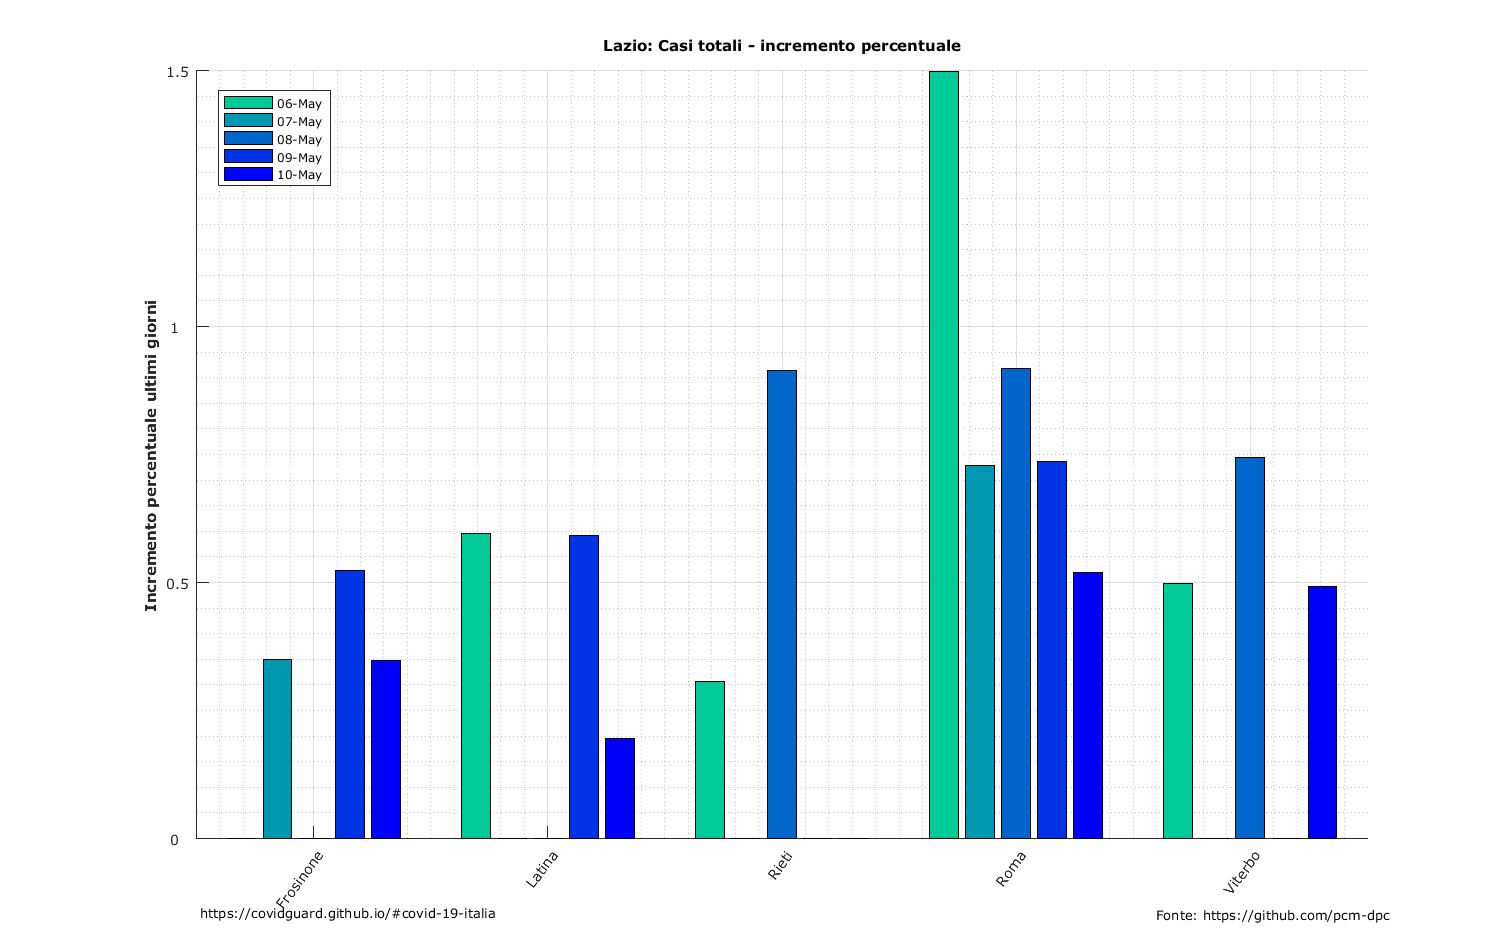 Lazio: Casi totali - incremento percentuale
1.5
1
0.5
0
Incremento percentuale ultimi giorni
06-May
07-May
08-May
09-May
10-May
Frosinone
Latina
Rieti
Roma
Viterbo
https://covidguard.github.io/#covid-19-italia
Fonte: https://github.com/pcm-dpc